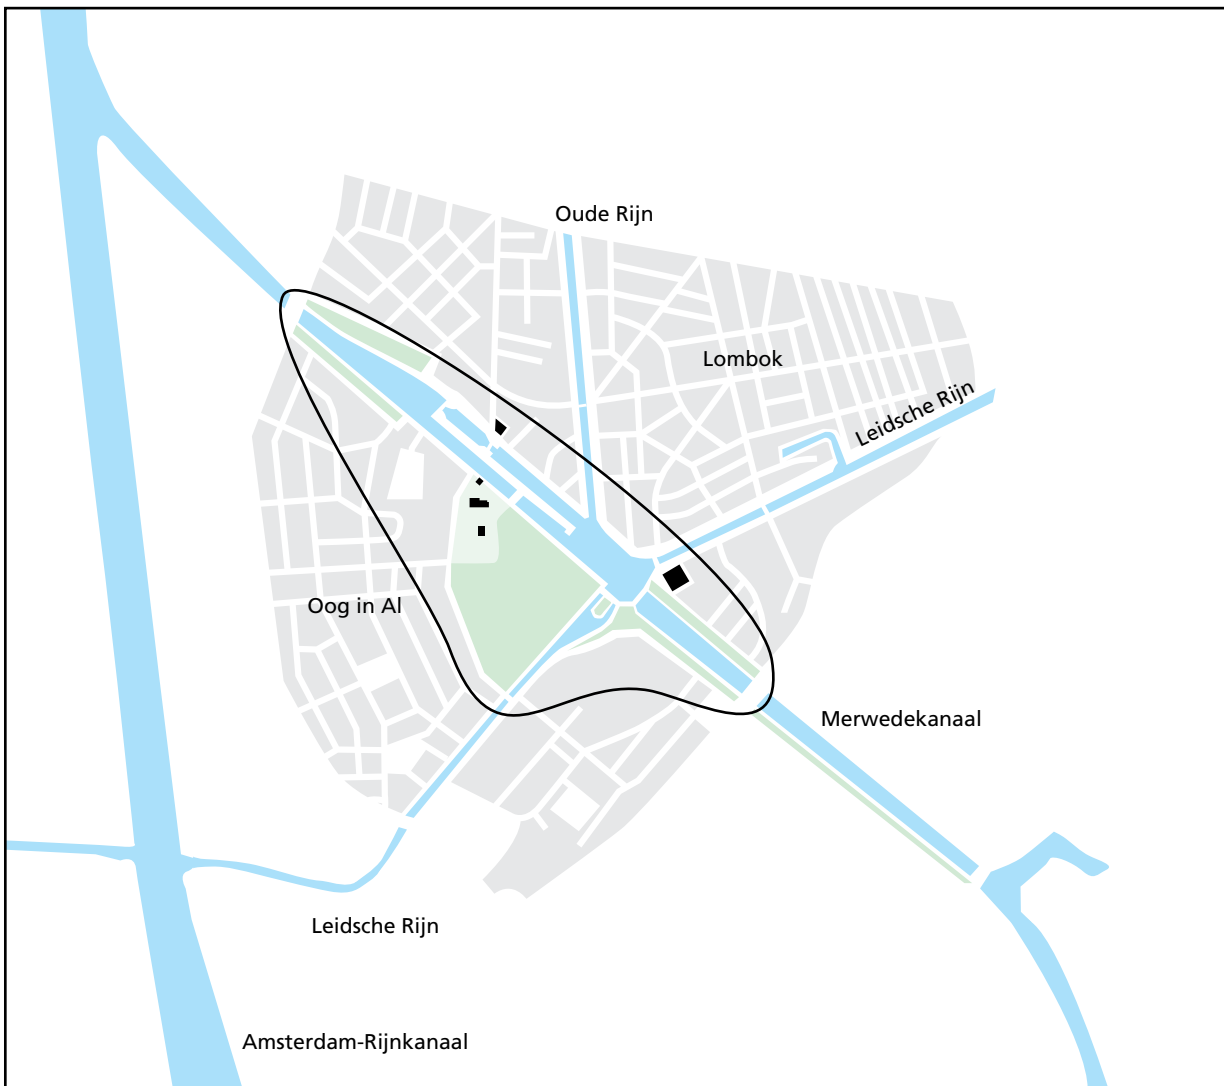 Oude Rijn
Lombok
Leidsche Rijn
Oog in Al
Merwedekanaal
Leidsche Rijn
Amsterdam-Rijnkanaal